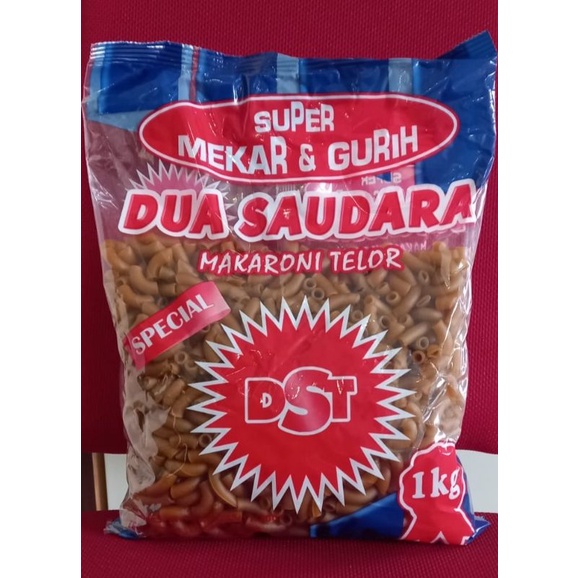 SUPER
MEKAR & GURIH
DUA SAUDARA
MAKARONI TELOR
SPECIAL
DST
1kg